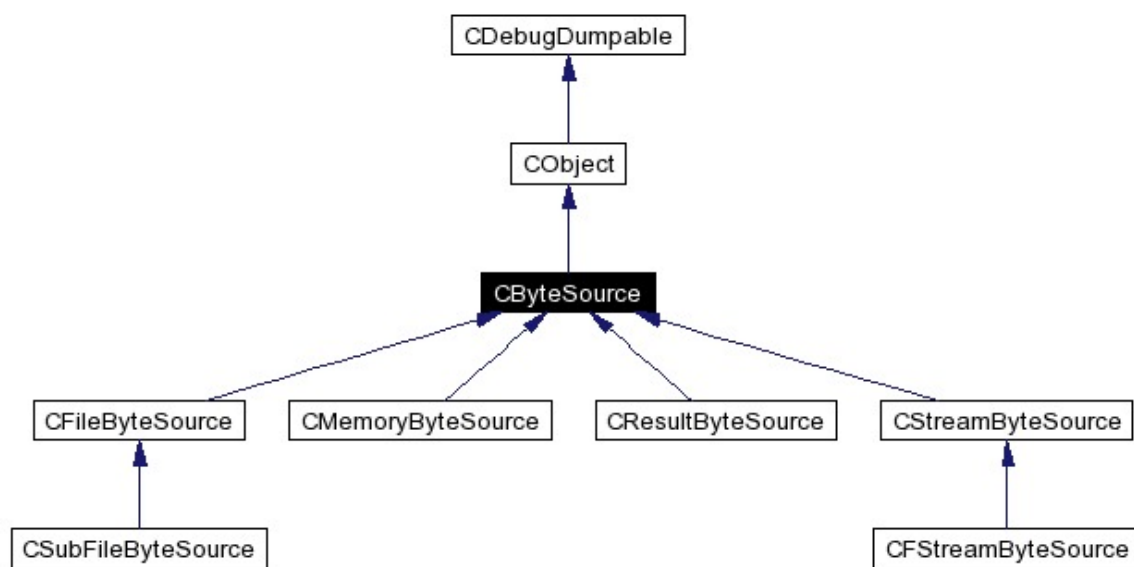 CDebugDumpable
CObject
CByteSource
CFileByteSource
CMemoryByteSource
CResultByteSource
CStreamByteSource
CSubFileByteSource
CFStreamByteSource